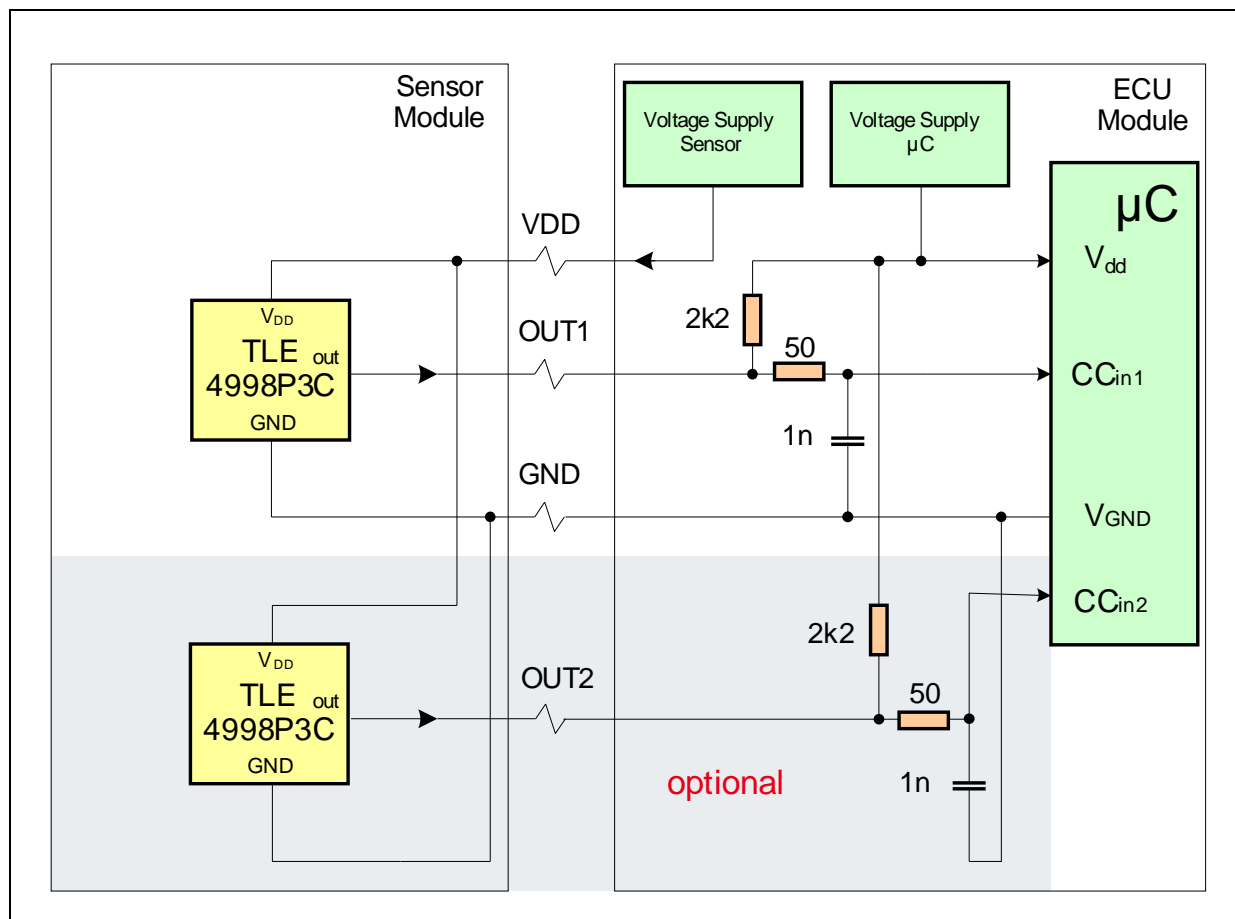 Sensor
Module
Voltage Supply
Sensor
Voltage Supply
µC
ECU
Module
µC
VDD
Vdd
VDD
TLE out
4998P3C
GND
OUT1
2k2
50
CCin1
1n
GND
VGND
CCin2
2k2
VDD
TLE out
4998P3C
GND
OUT2
50
optional
1n